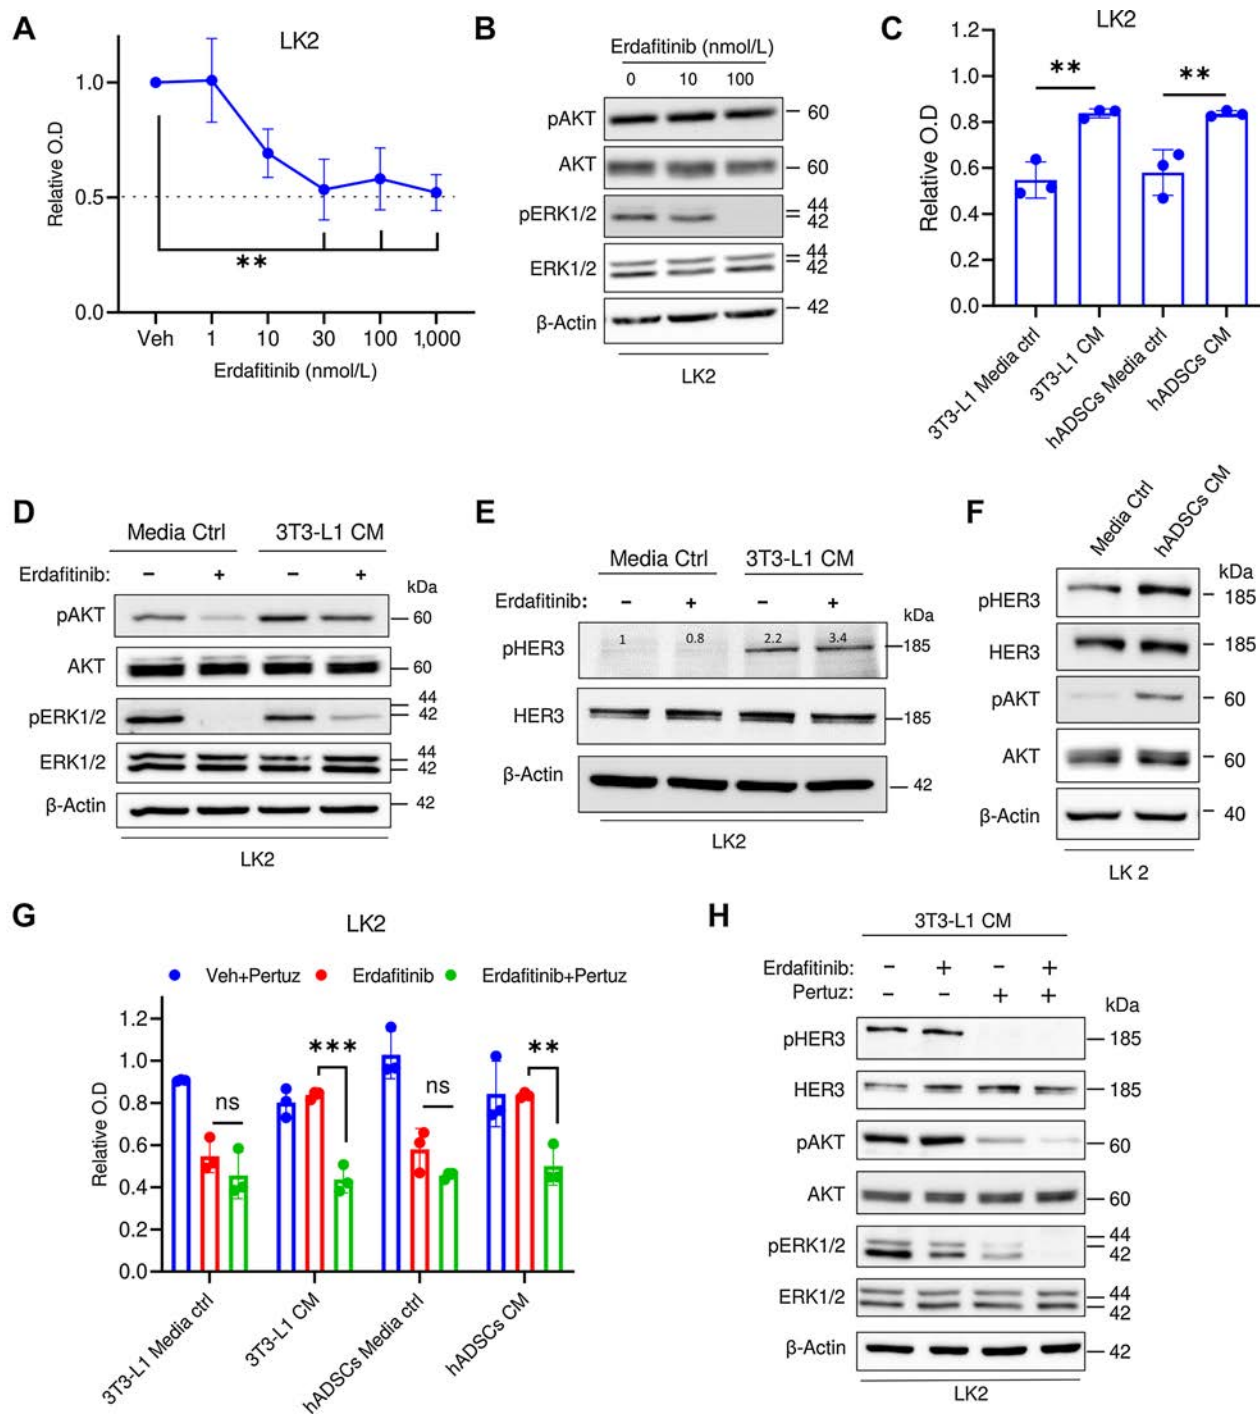 A
LK2
Relative O.D
1.0
0.5
0.0
**
Veh 1 10 30 100 1,000
Erdafitinib (nmol/L)
B
Erdafitinib (nmol/L)
0 10 100
pAKT 60
AKT 60
pERK1/2 44
42
ERK1/2 44
42
β-Actin 42
LK2
C
LK2
Relative O.D
1.2
1.0
0.8
0.6
0.4
0.2
0.0
** **
3T3-L1 Media ctrl
3T3-L1 CM
hADSCs Media ctrl
hADSCs CM
D
Media Ctrl 3T3-L1 CM
Erdafitinib: − + − +
kDa
pAKT 60
AKT 60
pERK1/2 44
42
ERK1/2 44
42
β-Actin 42
LK2
E
Media Ctrl 3T3-L1 CM
Erdafitinib: − + − +
kDa
pHER3 1 0.8 2.2 3.4 185
HER3 185
β-Actin 42
LK2
F
Media Ctrl
hADSCs CM
kDa
pHER3 185
HER3 185
pAKT 60
AKT 60
β-Actin 40
LK 2
G
LK2
Veh+Pertuz Erdafitinib Erdafitinib+Pertuz
Relative O.D
1.2
1.0
0.8
0.6
0.4
0.2
0.0
ns *** ns **
3T3-L1 Media ctrl
3T3-L1 CM
hADSCs Media ctrl
hADSCs CM
H
3T3-L1 CM
Erdafitinib: − + − +
Pertuz: − − + +
kDa
pHER3 185
HER3 185
pAKT 60
AKT 60
pERK1/2 44
42
ERK1/2 44
42
β-Actin 42
LK2